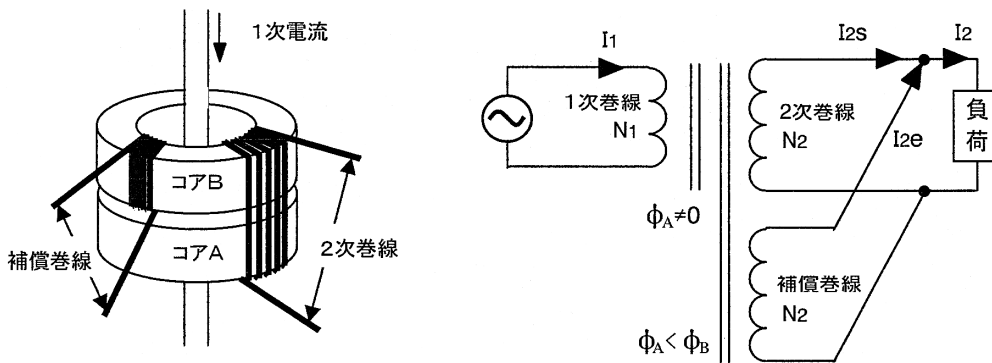 1次電流
コアB
コアA
補償巻線
2次巻線
I1
1次巻線
N1
ϕA≠0
ϕA< ϕB
I2s
I2
2次巻線
N2
I2e
負荷
補償巻線
N2